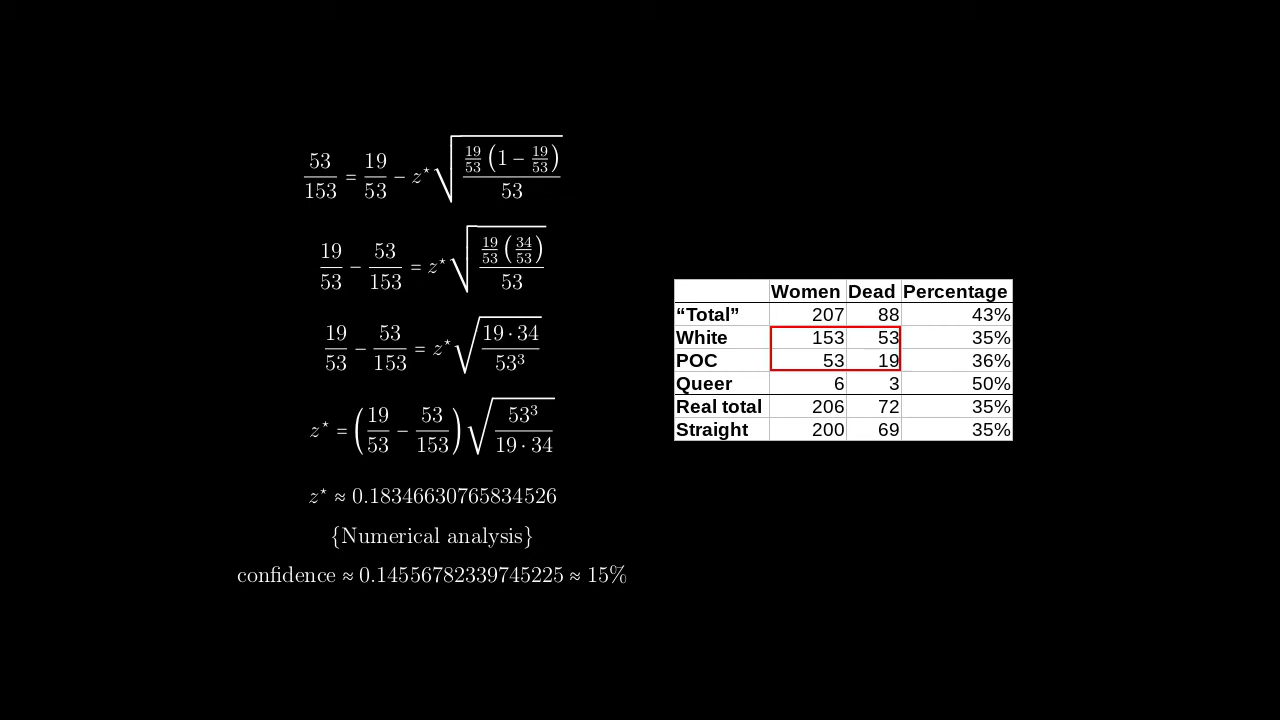 53/153 = 19/53 − z⋆ √((19/53 (1 − 19/53))/53)
19/53 − 53/153 = z⋆ √((19/53 (34/53))/53)
19/53 − 53/153 = z⋆ √((19 · 34)/53³)
z⋆ = (19/53 − 53/153) √(53³/(19 · 34))
z⋆ ≈ 0.18346630765834526
{Numerical analysis}
confidence ≈ 0.14556782339745225 ≈ 15%
Women Dead Percentage
“Total” 207 88 43%
White 153 53 35%
POC 53 19 36%
Queer 6 3 50%
Real total 206 72 35%
Straight 200 69 35%